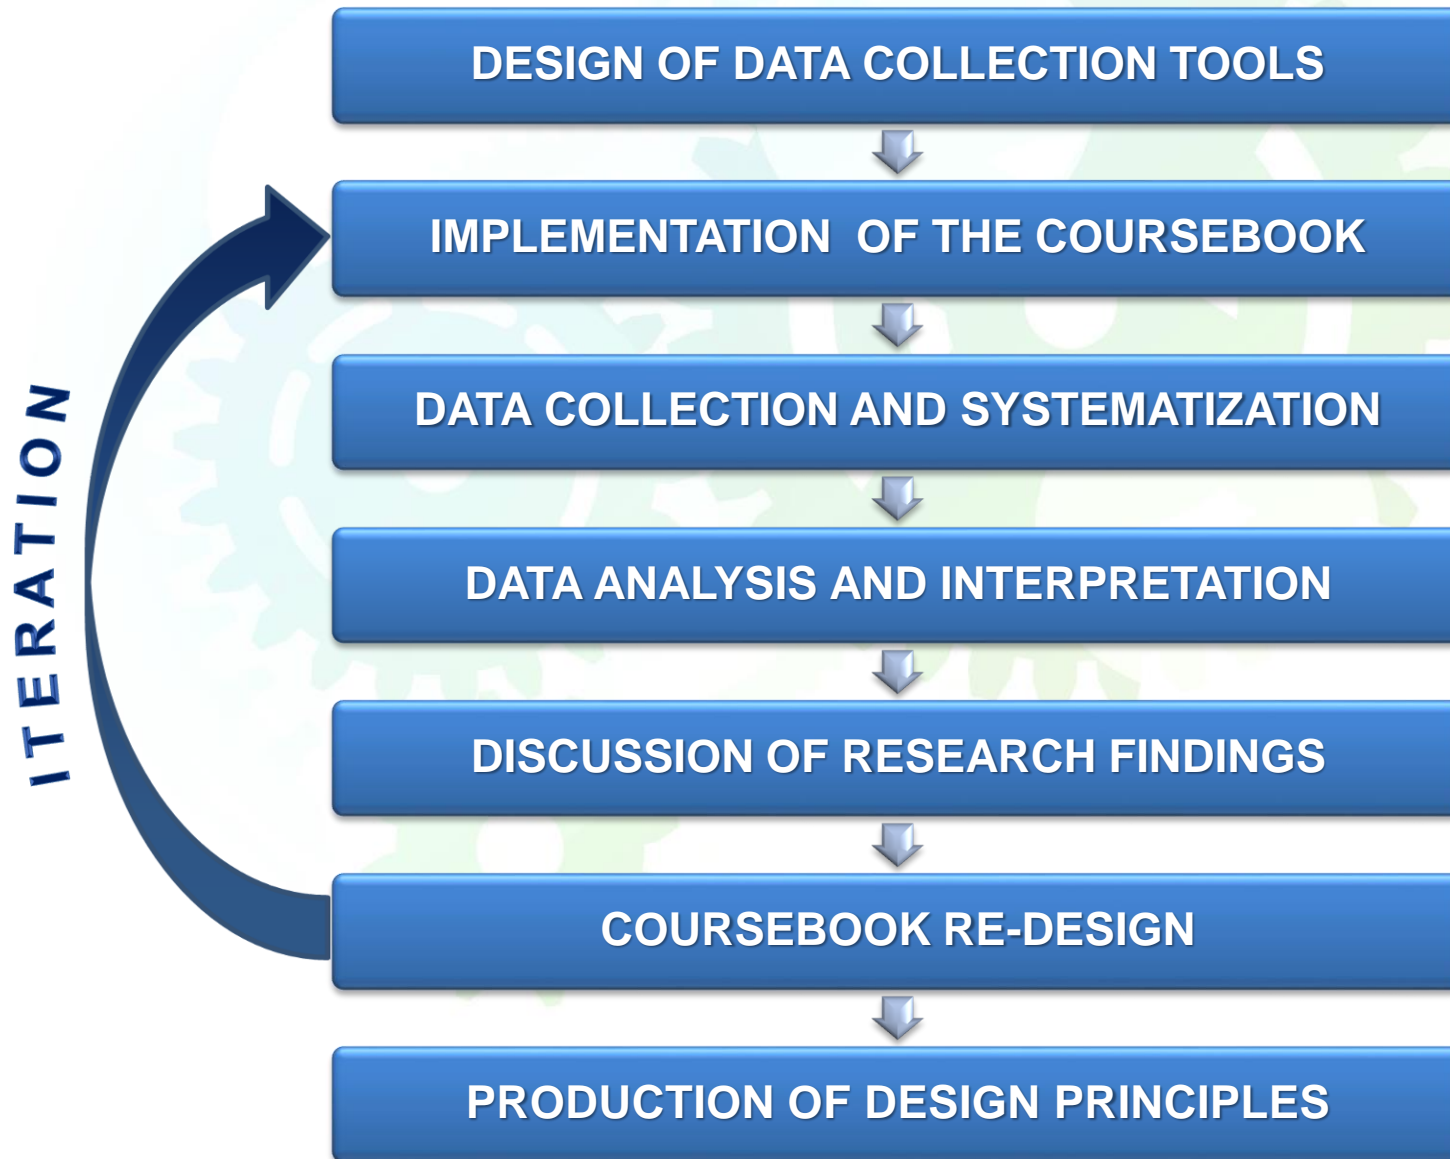 DESIGN OF DATA COLLECTION TOOLS
IMPLEMENTATION OF THE COURSEBOOK
DATA COLLECTION AND SYSTEMATIZATION
DATA ANALYSIS AND INTERPRETATION
DISCUSSION OF RESEARCH FINDINGS
COURSEBOOK RE-DESIGN
PRODUCTION OF DESIGN PRINCIPLES
ITERATION